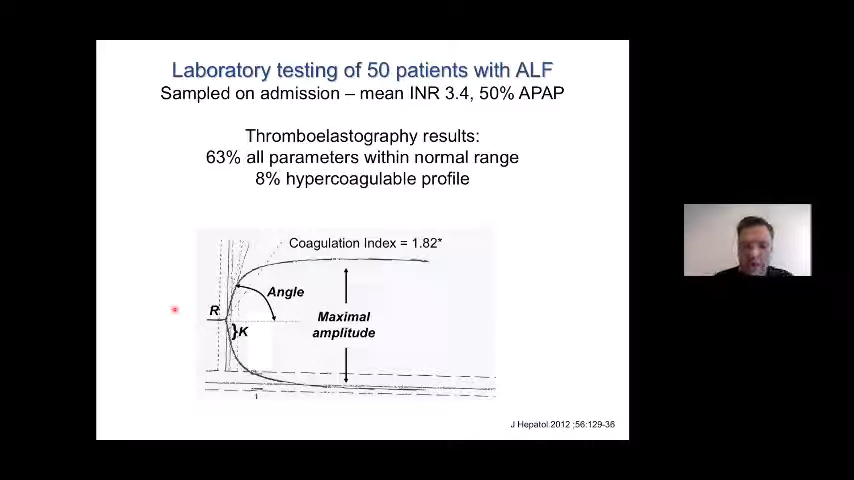 Laboratory testing of 50 patients with ALF
Sampled on admission – mean INR 3.4, 50% APAP
Thromboelastography results:
63% all parameters within normal range
8% hypercoagulable profile
Coagulation Index = 1.82*
Angle
R
K
Maximal
amplitude
1
J Hepatol.2012 ;56:129-36